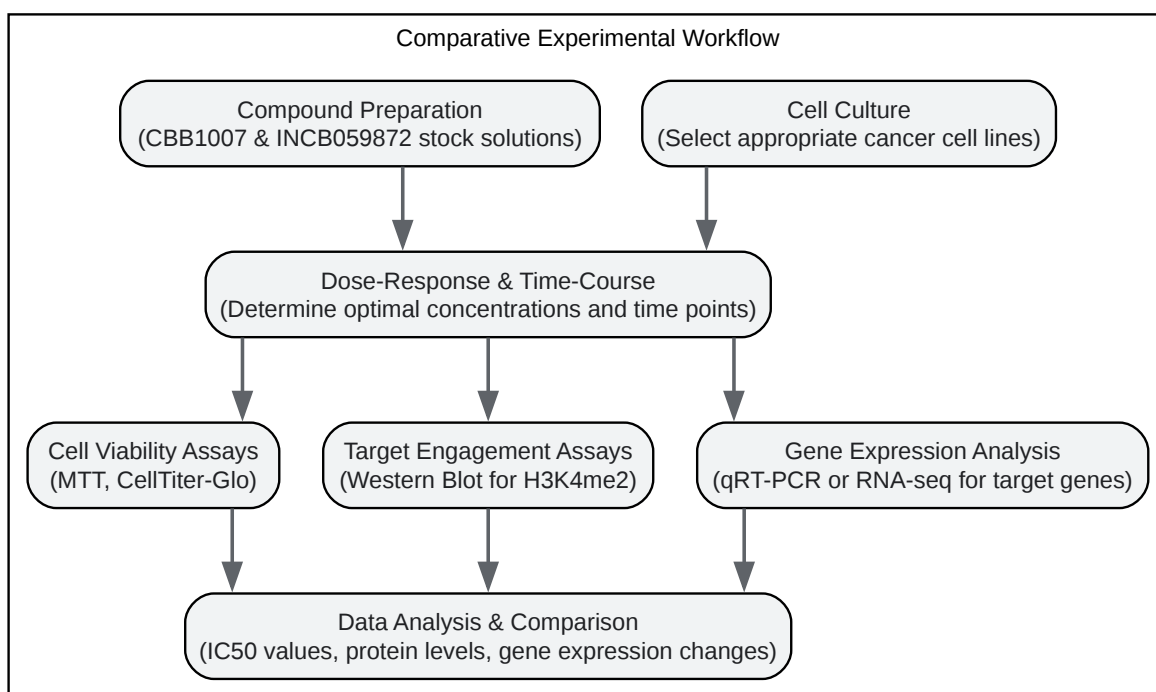 Comparative Experimental Workflow
Compound Preparation
(CBB1007 & INCB059872 stock solutions)
Cell Culture
(Select appropriate cancer cell lines)
Dose-Response & Time-Course
(Determine optimal concentrations and time points)
Cell Viability Assays
(MTT, CellTiter-Glo)
Target Engagement Assays
(Western Blot for H3K4me2)
Gene Expression Analysis
(qRT-PCR or RNA-seq for target genes)
Data Analysis & Comparison
(IC50 values, protein levels, gene expression changes)